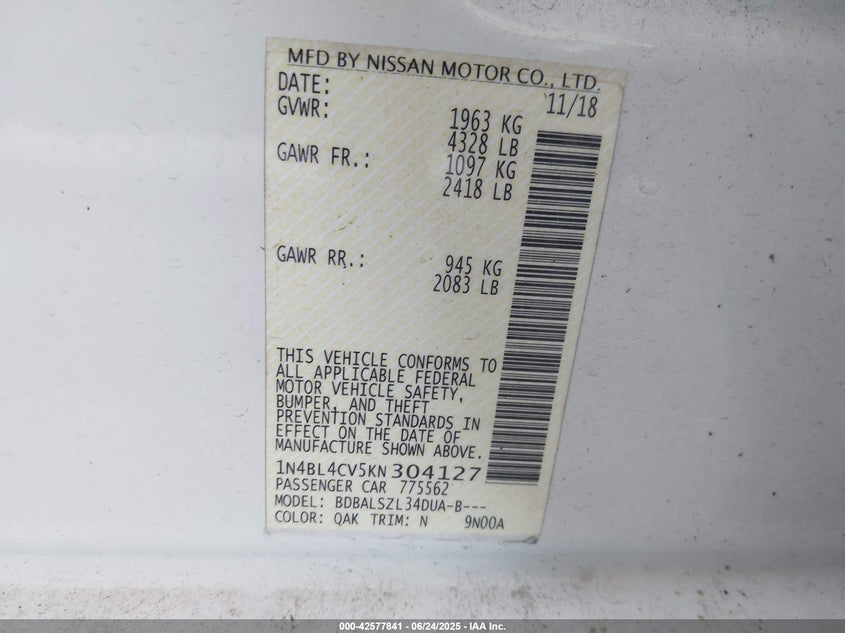 MFD BY NISSAN MOTOR CO., LTD.
DATE: 11/18
GVWR: 1963 KG
4328 LB
GAWR FR.: 1097 KG
2418 LB
GAWR RR.: 945 KG
2083 LB
THIS VEHICLE CONFORMS TO
ALL APPLICABLE FEDERAL
MOTOR VEHICLE SAFETY,
BUMPER, AND THEFT
PREVENTION STANDARDS IN
EFFECT ON THE DATE OF
MANUFACTURE SHOWN ABOVE.
1N4BL4CV5KN304127
PASSENGER CAR 775562
MODEL: BDBALSZL34DUA-B---
COLOR: QAK TRIM: N 9N00A
000-42577841 - 06/24/2025 - IAA Inc.